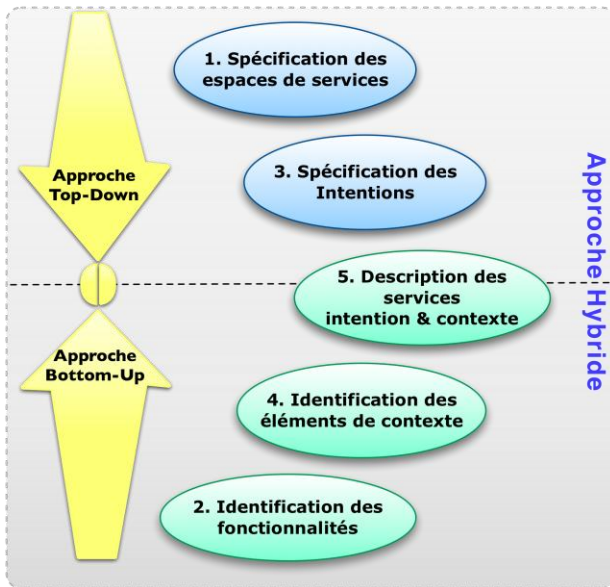 1. Spécification des
espaces de services
Approche
Top-Down
3. Spécification des
Intentions
5. Description des
services
intention & contexte
Approche
Bottom-Up
4. Identification des
éléments de contexte
2. Identification des
fonctionnalités
Approche Hybride